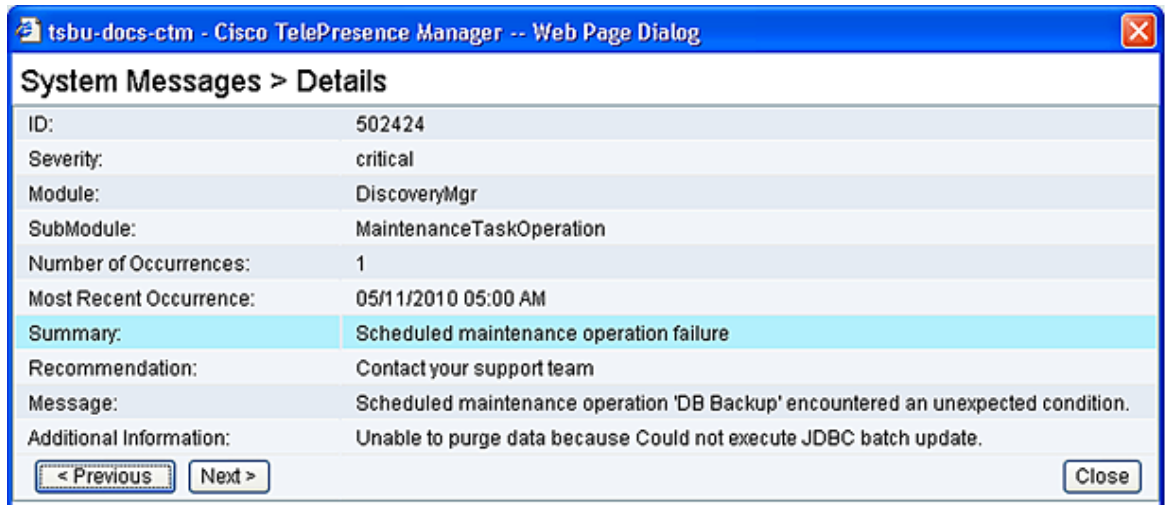 tsbu-docs-ctm - Cisco TelePresence Manager -- Web Page Dialog
System Messages > Details
ID: 502424
Severity: critical
Module: DiscoveryMgr
SubModule: MaintenanceTaskOperation
Number of Occurrences: 1
Most Recent Occurrence: 05/11/2010 05:00 AM
Summary: Scheduled maintenance operation failure
Recommendation: Contact your support team
Message: Scheduled maintenance operation 'DB Backup' encountered an unexpected condition.
Additional Information: Unable to purge data because Could not execute JDBC batch update.
< Previous Next > Close